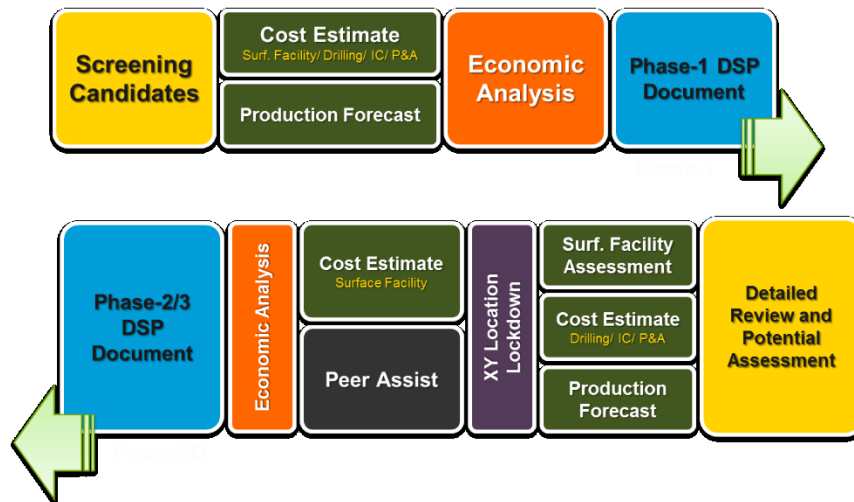 Screening
Candidates
Cost Estimate
Surf. Facility/ Drilling/ IC/ P&A
Production Forecast
Economic
Analysis
Phase-1 DSP
Document
Phase-2/3
DSP
Document
Economic Analysis
Cost Estimate
Surface Facility
Peer Assist
XY Location
Lockdown
Surf. Facility
Assessment
Cost Estimate
Drilling/ IC/ P&A
Production
Forecast
Detailed
Review and
Potential
Assessment